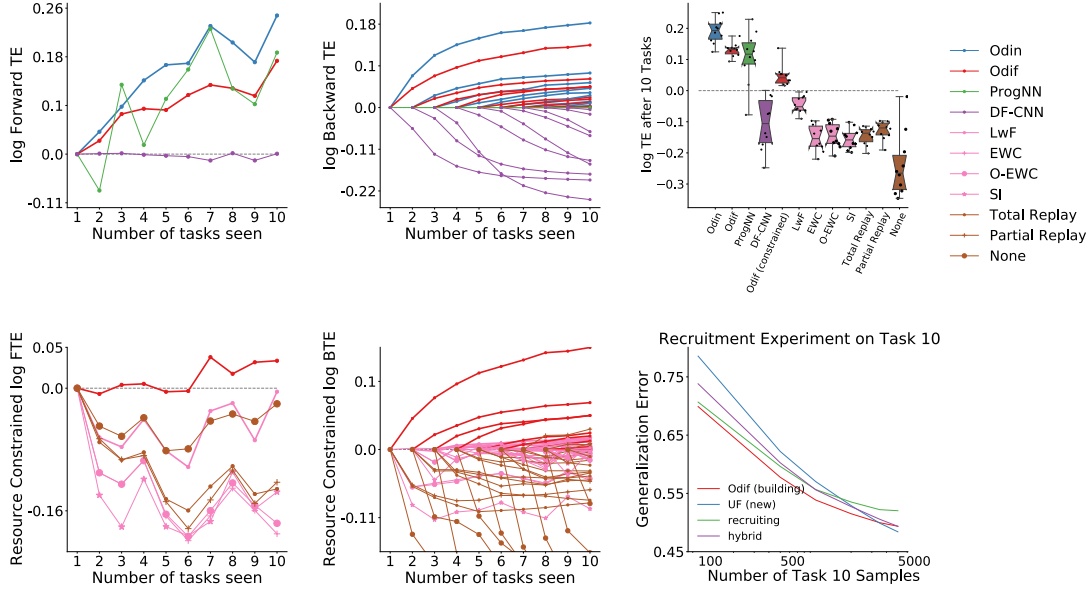 log Forward TE
0.26
0.18
0.1
0.0
-0.11
1 2 3 4 5 6 7 8 9 10
Number of tasks seen
log Backward TE
0.22
0.1
0.0
-0.1
-0.22
1 2 3 4 5 6 7 8 9 10
Number of tasks seen
log TE after 10 Tasks
0.2
0.1
0.0
−0.1
−0.2
−0.3
Odin
Odif
ProgNN
DF-CNN
Odif (constrained)
LwF
EWC
O-EWC
SI
Total Replay
Partial Replay
None
Odin
Odif
ProgNN
DF-CNN
LwF
EWC
O-EWC
SI
Total Replay
Partial Replay
None
Resource Constrained log FTE
0.05
0.0
-0.16
1 2 3 4 5 6 7 8 9 10
Number of tasks seen
Resource Constrained log BTE
0.1
0.0
-0.11
1 2 3 4 5 6 7 8 9 10
Number of tasks seen
Recruitment Experiment on Task 10
Generalization Error
0.75
0.65
0.55
0.45
Odif (building)
UF (new)
recruiting
hybrid
100 500 5000
Number of Task 10 Samples